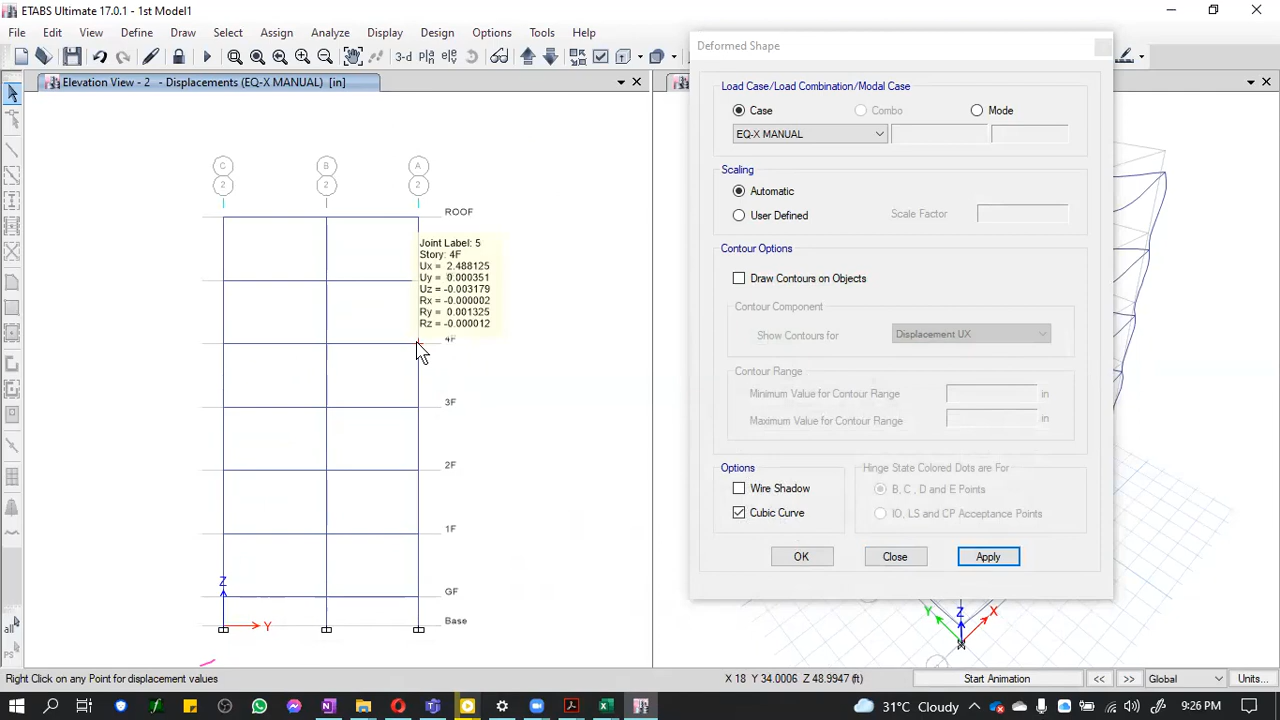 ETABS Ultimate 17.0.1 - 1st Model1
File Edit View Define Draw Select Assign Analyze Display Design Options Tools Help
3-d pla ele
Elevation View - 2 - Displacements (EQ-X MANUAL) [in]
C B A
2 2 2
ROOF
Joint Label: 5
Story: 4F
Ux = 2.488125
Uy = 0.000351
Uz = -0.003179
Rx = -0.000002
Ry = 0.001325
Rz = -0.000012
4F
3F
2F
1F
GF
Base
Z
Y
Deformed Shape
Load Case/Load Combination/Modal Case
Case Combo Mode
EQ-X MANUAL
Scaling
Automatic
User Defined Scale Factor
Contour Options
Draw Contours on Objects
Contour Component
Show Contours for Displacement UX
Contour Range
Minimum Value for Contour Range in
Maximum Value for Contour Range in
Options
Wire Shadow
Cubic Curve
Hinge State Colored Dots are For
B, C , D and E Points
IO, LS and CP Acceptance Points
OK Close Apply
Y Z X
all
ps
Right Click on any Point for displacement values
X 18 Y 34.0006 Z 48.9947 (ft)
Start Animation
<< >>
Global
Units...
31°C Cloudy
9:26 PM